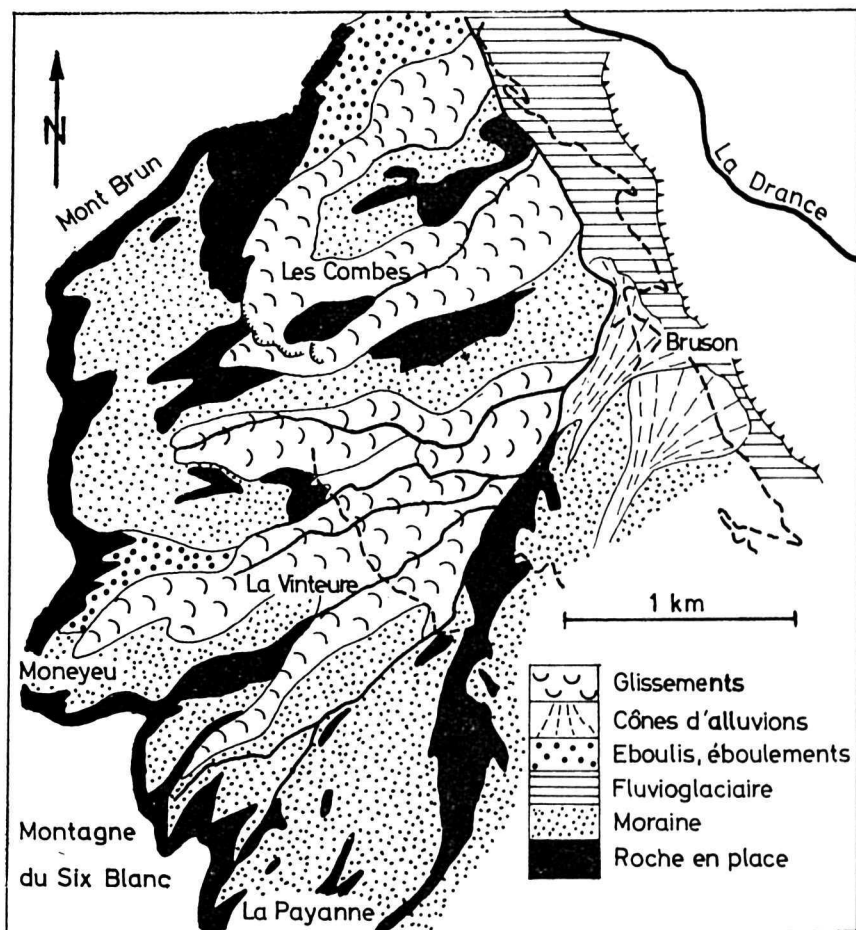 N
Mont Brun
La Drance
Les Combes
Bruson
La Vinteure
1 km
Moneyeu
Glissements
Cônes d'alluvions
Eboulis, éboulements
Fluvioglaciaire
Moraine
Roche en place
Montagne
du Six Blanc
La Payanne